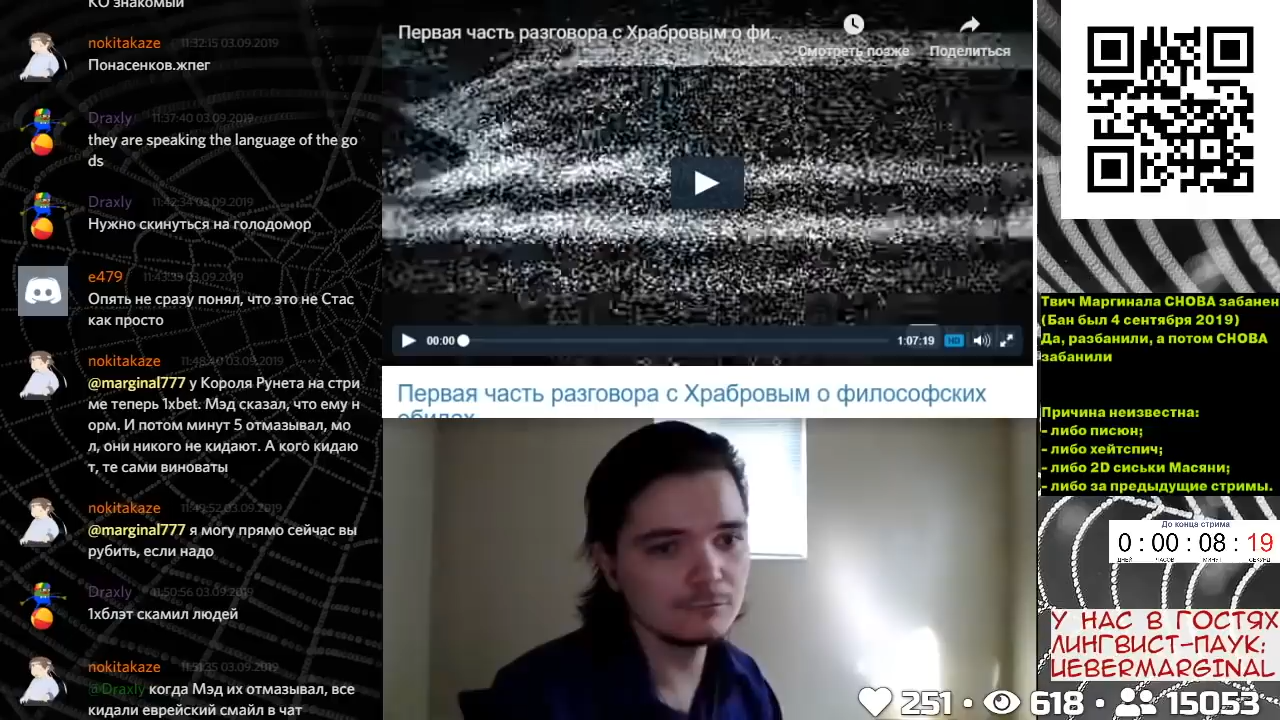 КО знакомый
nokitakaze 11:32:15 03.09.2019
Понасенков.жпег
Draxly 11:37:40 03.09.2019
they are speaking the language of the go
ds
Draxly 11:42:34 03.09.2019
Нужно скинуться на голодомор
e479 11:43:23 03.09.2019
Опять не сразу понял, что это не Стас
как просто
nokitakaze 11:48:40 03.09.2019
@marginal777 у Короля Рунета на стри
ме теперь 1xbet. Мэд сказал, что ему н
орм. И потом минут 5 отмазывал, мо
л, они никого не кидают. А кого кидаю
т, те сами виноваты
nokitakaze 11:49:52 03.09.2019
@marginal777 я могу прямо сейчас вы
рубить, если надо
Draxly 11:50:56 03.09.2019
1хблэт скамил людей
nokitakaze 11:51:35 03.09.2019
@Draxly когда Мэд их отмазывал, все
кидали еврейский смайл в чат
Первая часть разговора с Храбровым о фи...
Смотреть позже
Поделиться
00:00
1:07:19
HD
Первая часть разговора с Храбровым о философских
обидах
Твич Маргинала СНОВА забанен
(Бан был 4 сентября 2019)
Да, разбанили, а потом СНОВА
забанили
Причина неизвестна:
- либо писюн;
- либо хейтспич;
- либо 2D сиськи Масяни;
- либо за предыдущие стримы.
До конца стрима
0 : 00 : 08 : 19
ДНЕЙ ЧАСОВ МИНУТ СЕКУНД
У НАС В ГОСТЯХ
ЛИНГВИСТ-ПАУК:
UEBERMARGINAL
251 • 618 • 15053